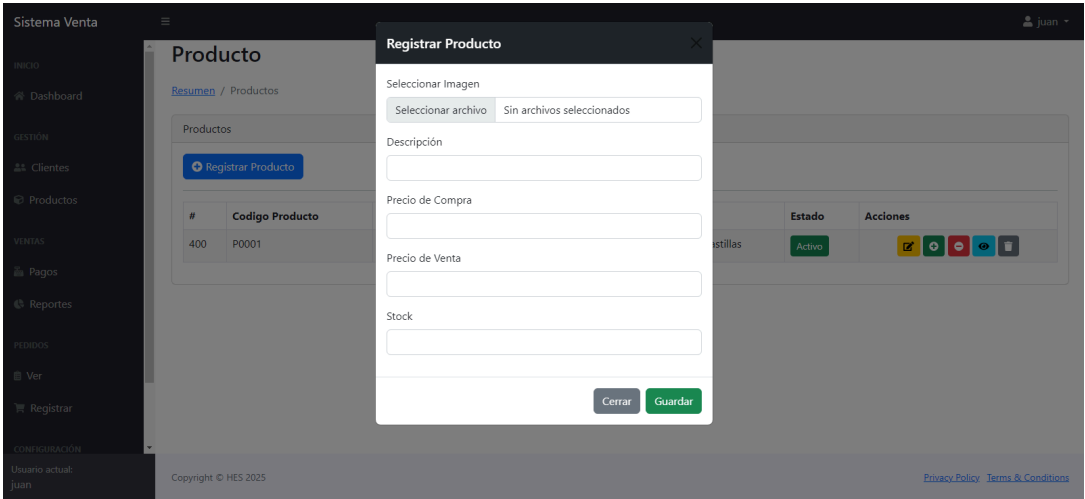 Sistema Venta
juan
INICIO
Dashboard
GESTIÓN
Clientes
Productos
VENTAS
Pagos
Reportes
PEDIDOS
Ver
Registrar
CONFIGURACIÓN
Usuario actual:
juan
Producto
Resumen / Productos
Productos
Registrar Producto
# Codigo Producto Estado Acciones
400 P0001 Activo
Registrar Producto
Seleccionar Imagen
Seleccionar archivo Sin archivos seleccionados
Descripción
Precio de Compra
Precio de Venta
Stock
Cerrar Guardar
Copyright © HES 2025 Privacy Policy Terms & Conditions